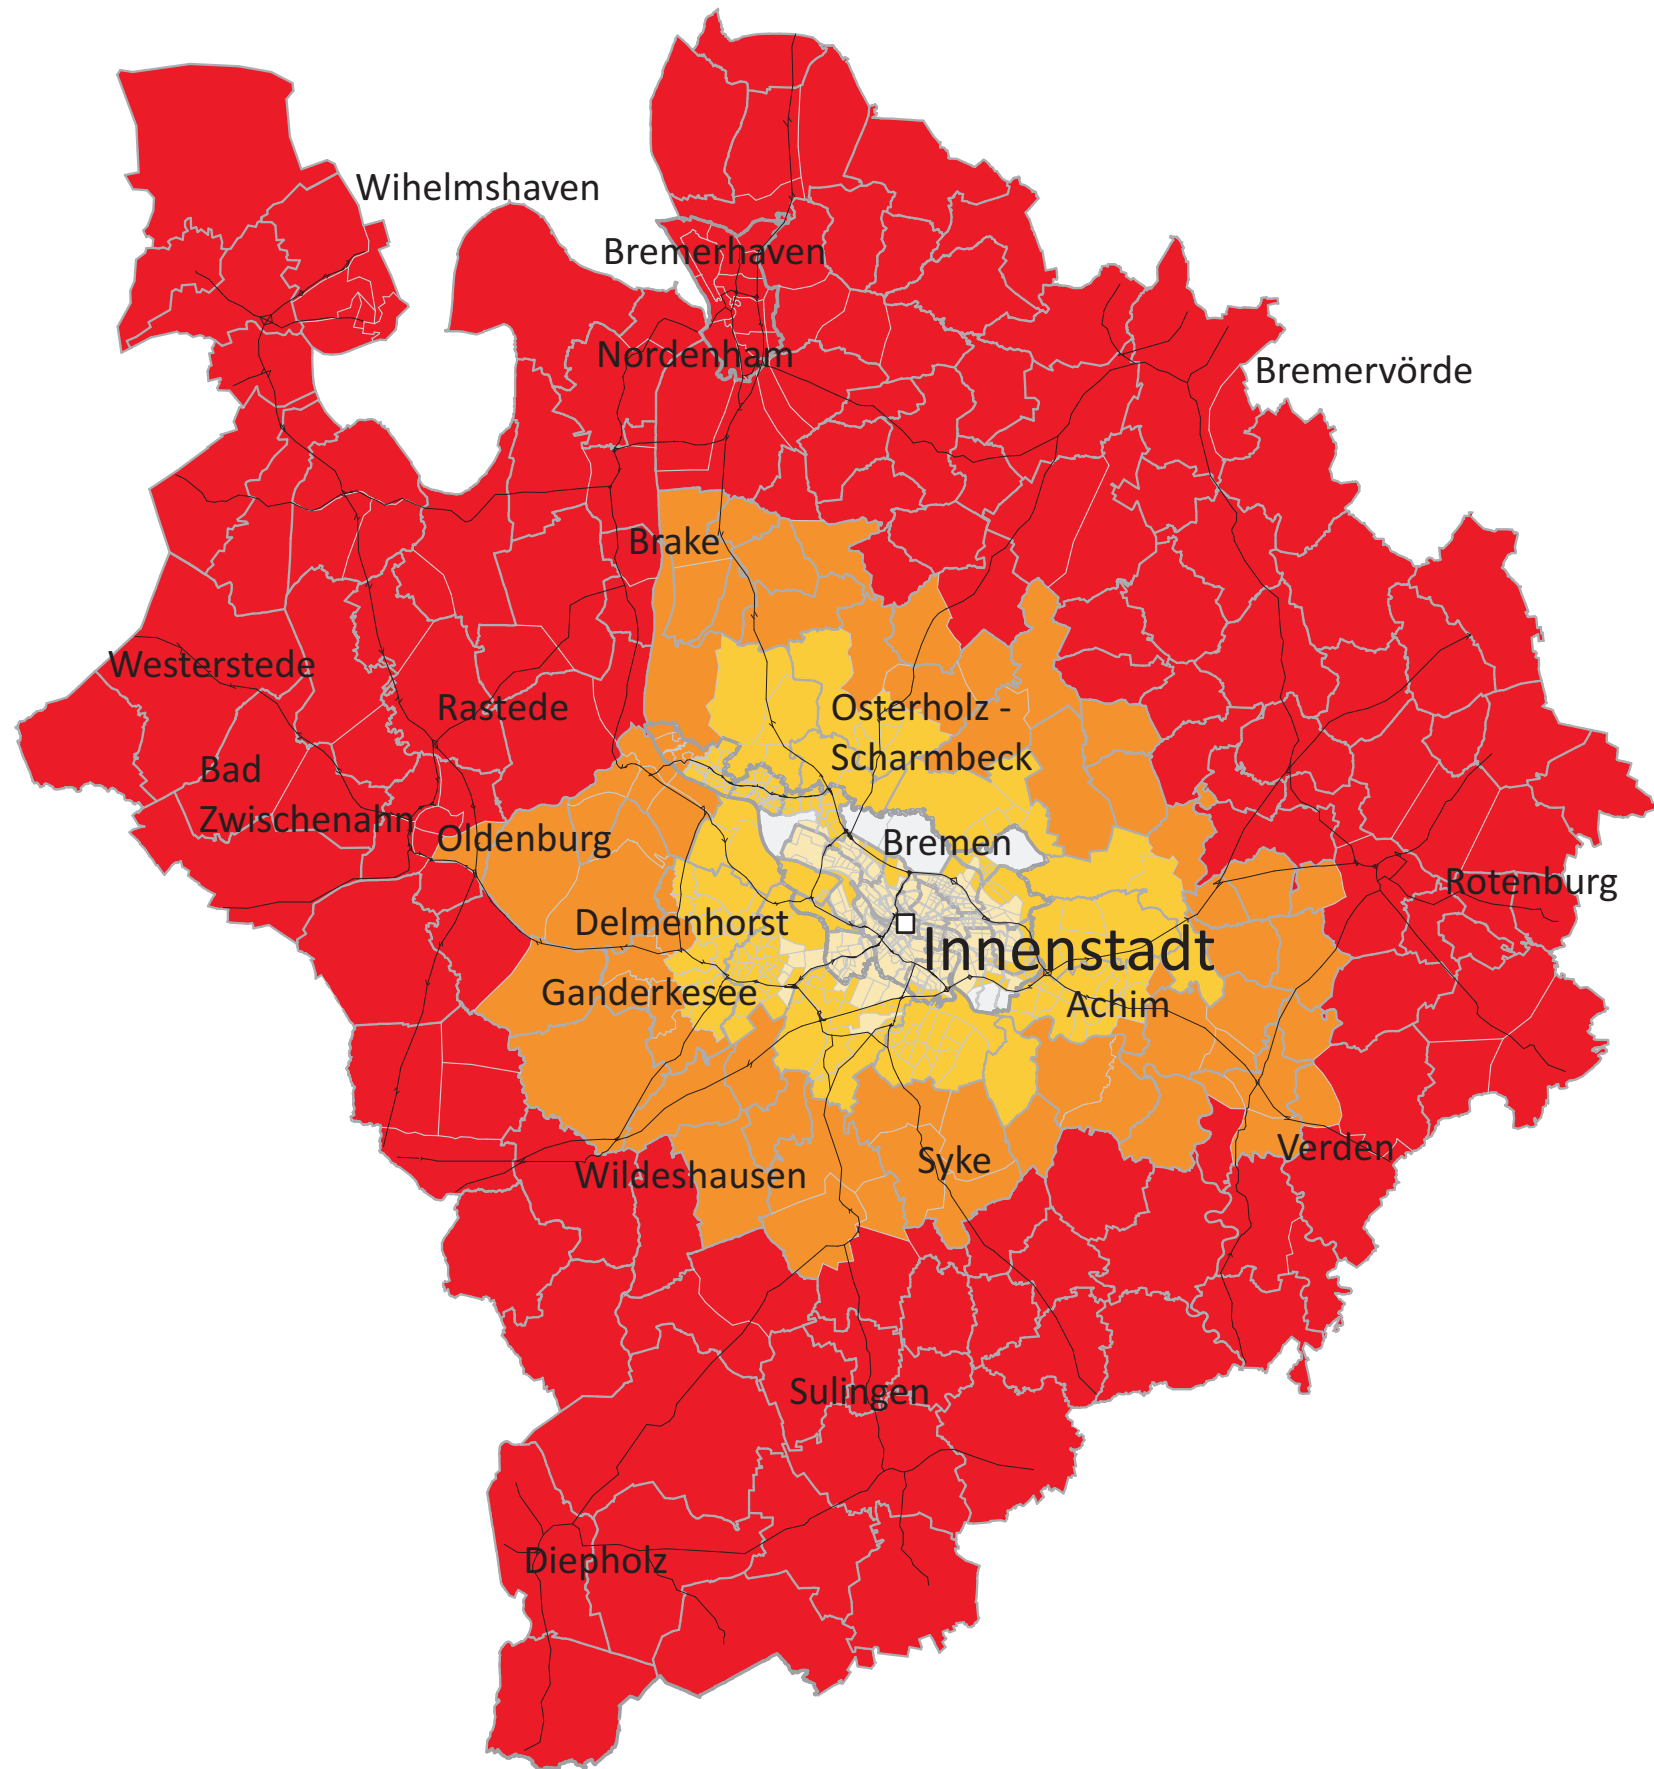 Wihelmshaven
Bremerhaven
Nordenham
Bremervörde
Brake
Westerstede
Rastede
Osterholz -
Scharmbeck
Bad
Zwischenahn
Oldenburg
Bremen
Rotenburg
Delmenhorst
Innenstadt
Ganderkesee
Achim
Verden
Wildeshausen
Syke
Sulingen
Diepholz